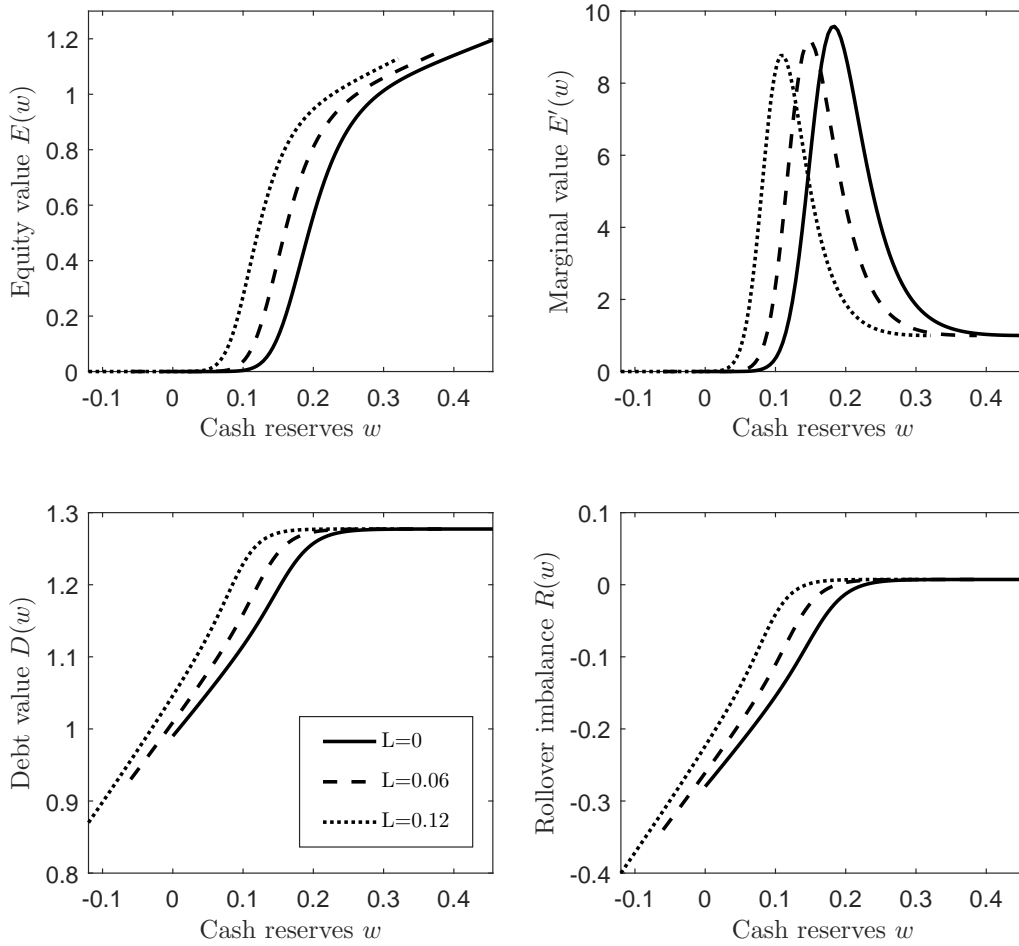 Equity value E(w)
1.2
1
0.8
0.6
0.4
0.2
0
-0.1 0 0.1 0.2 0.3 0.4
Cash reserves w
Marginal value E′(w)
10
8
6
4
2
0
-0.1 0 0.1 0.2 0.3 0.4
Cash reserves w
Debt value D(w)
1.3
1.2
1.1
1
0.9
0.8
-0.1 0 0.1 0.2 0.3 0.4
Cash reserves w
L=0
L=0.06
L=0.12
Rollover imbalance R(w)
0.1
0
-0.1
-0.2
-0.3
-0.4
-0.1 0 0.1 0.2 0.3 0.4
Cash reserves w